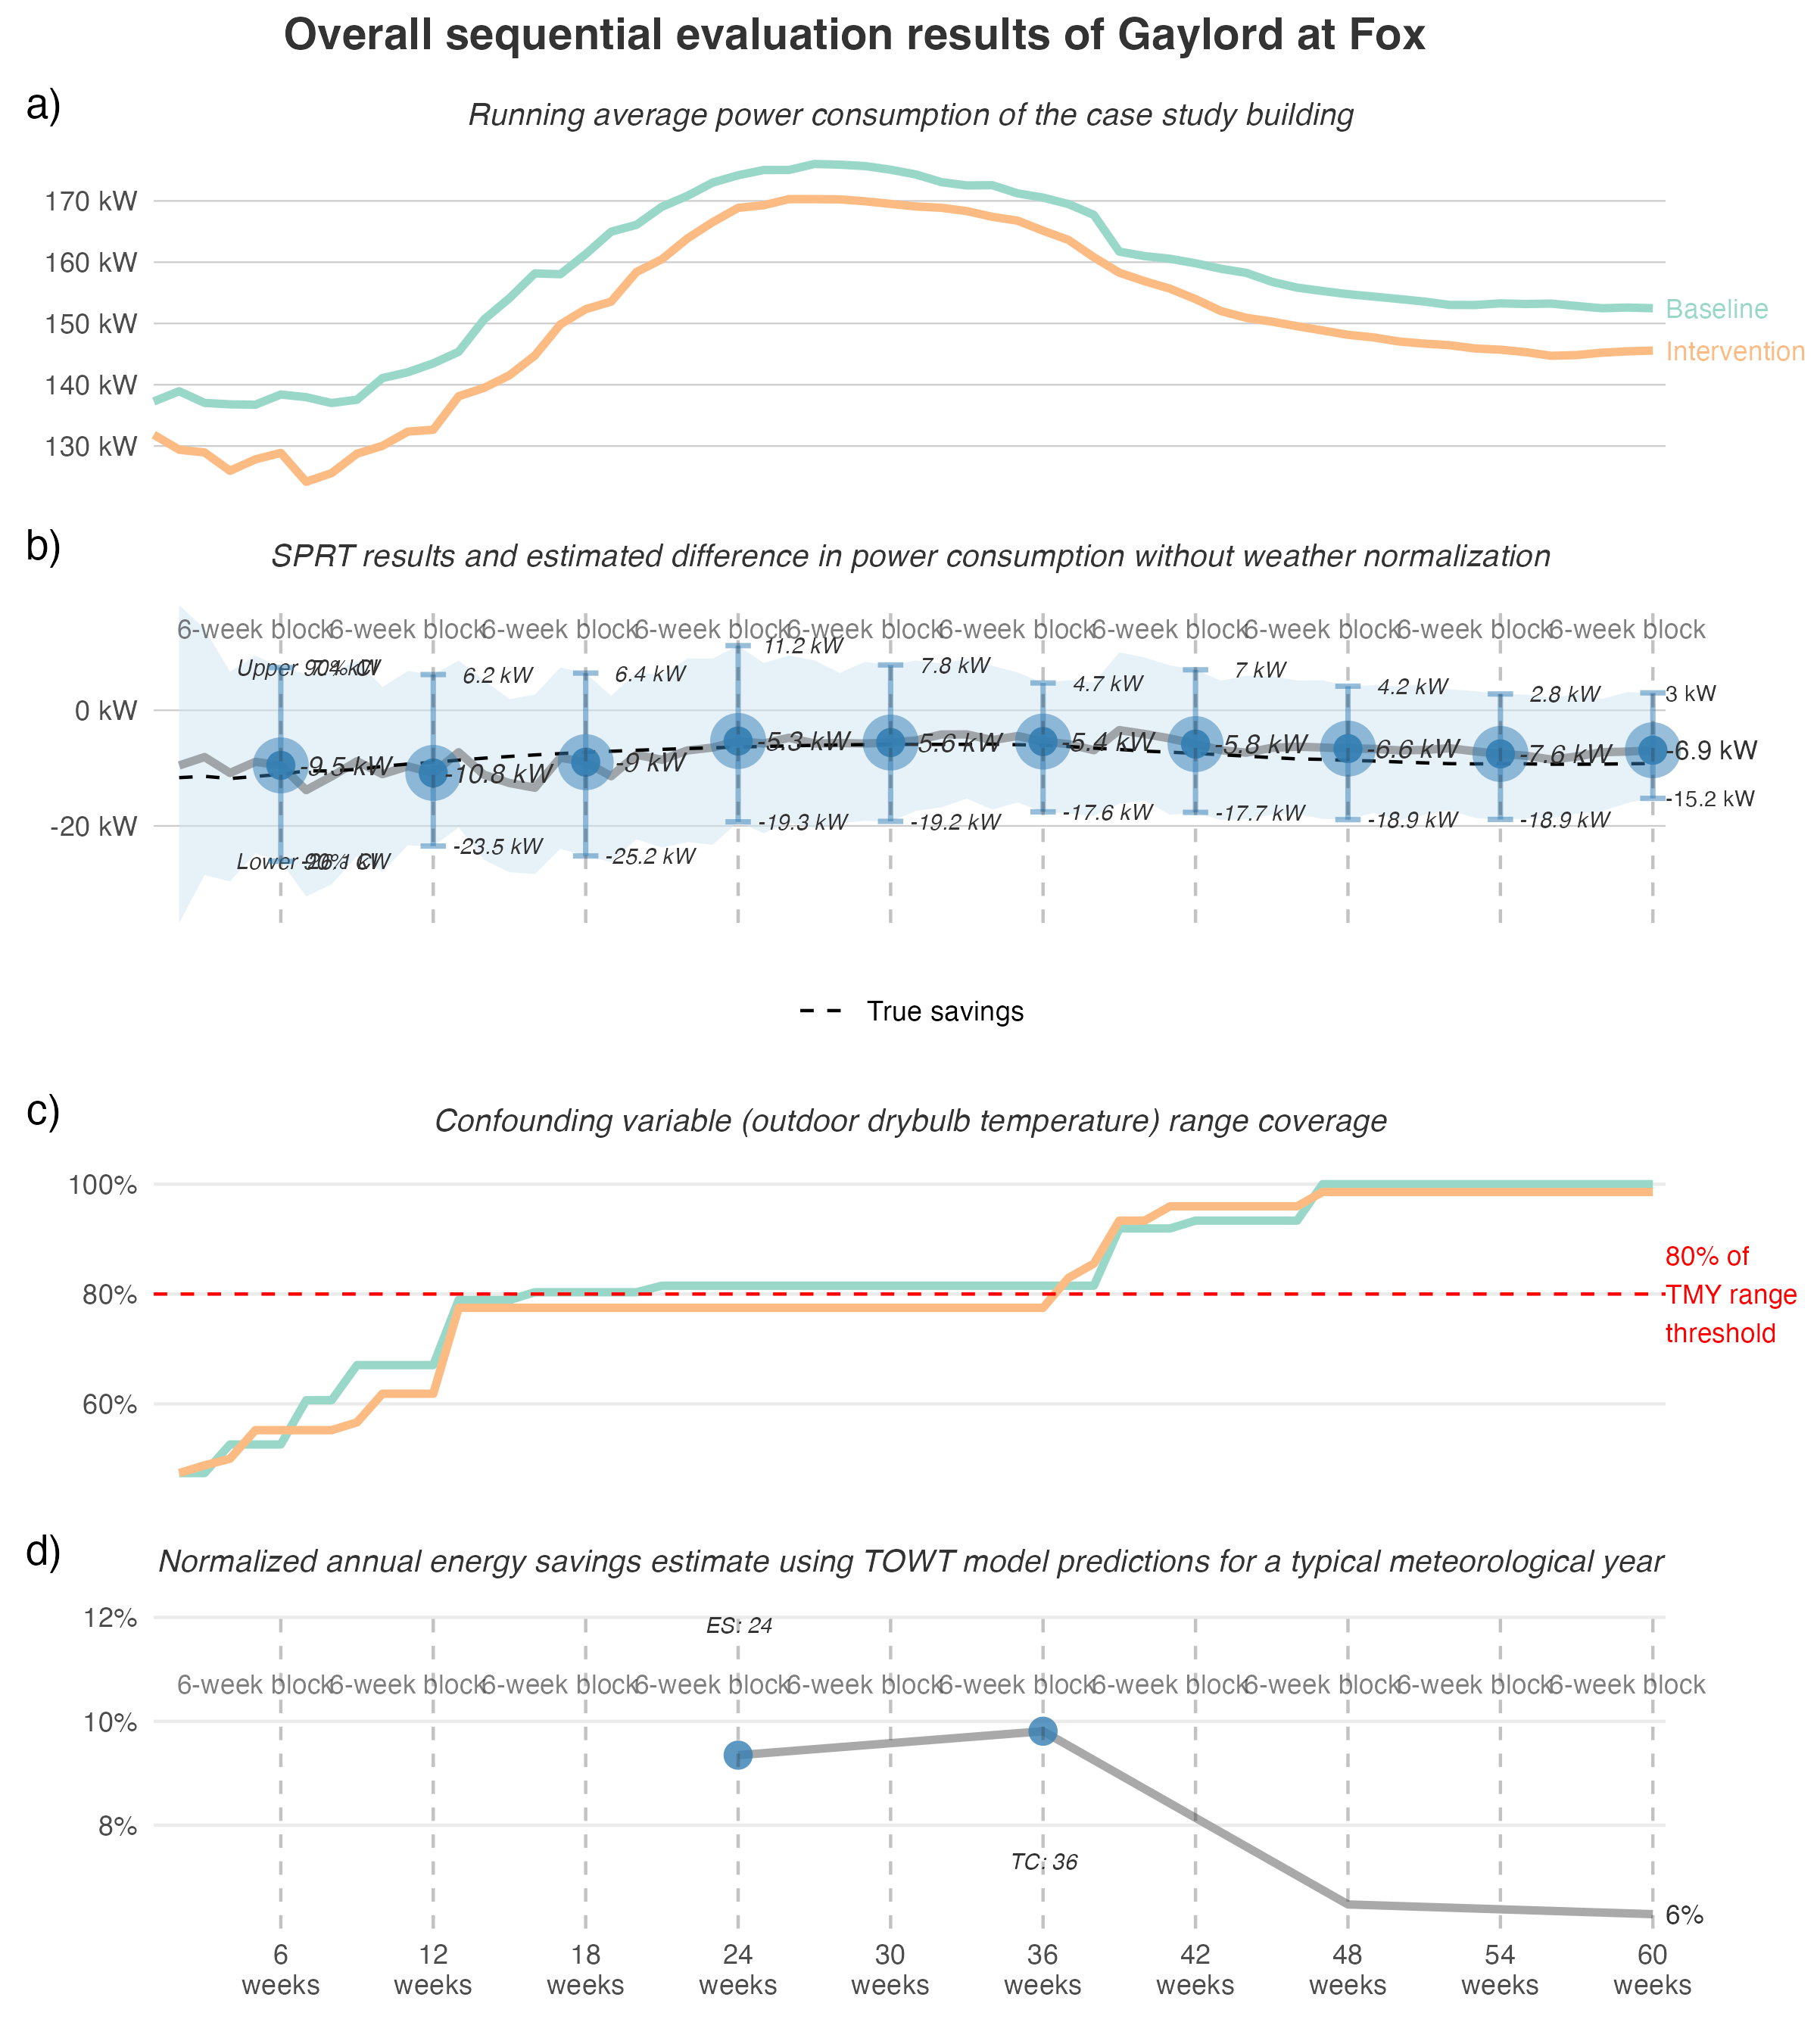 Overall sequential evaluation results of Gaylord at Fox
a)
Running average power consumption of the case study building
170 kW
160 kW
150 kW
140 kW
130 kW
Baseline
Intervention
b)
SPRT results and estimated difference in power consumption without weather normalization
6-week block 6-week block 6-week block 6-week block 6-week block 6-week block 6-week block 6-week block 6-week block 6-week block
Upper 90% CI 7.4 kW 6.2 kW 6.4 kW 11.2 kW 7.8 kW 4.7 kW 7 kW 4.2 kW 2.8 kW 3 kW
0 kW
-9.5 kW -10.8 kW -9 kW -5.3 kW -5.6 kW -5.4 kW -5.8 kW -6.6 kW -7.6 kW -6.9 kW
-20 kW
Lower 90% CI -26.1 kW -23.5 kW -25.2 kW -19.3 kW -19.2 kW -17.6 kW -17.7 kW -18.9 kW -18.9 kW -15.2 kW
True savings
c)
Confounding variable (outdoor drybulb temperature) range coverage
100%
80%
60%
80% of
TMY range
threshold
d)
Normalized annual energy savings estimate using TOWT model predictions for a typical meteorological year
12%
ES: 24
6-week block 6-week block 6-week block 6-week block 6-week block 6-week block 6-week block 6-week block 6-week block 6-week block
10%
8%
TC: 36
6%
6 12 18 24 30 36 42 48 54 60
weeks weeks weeks weeks weeks weeks weeks weeks weeks weeks